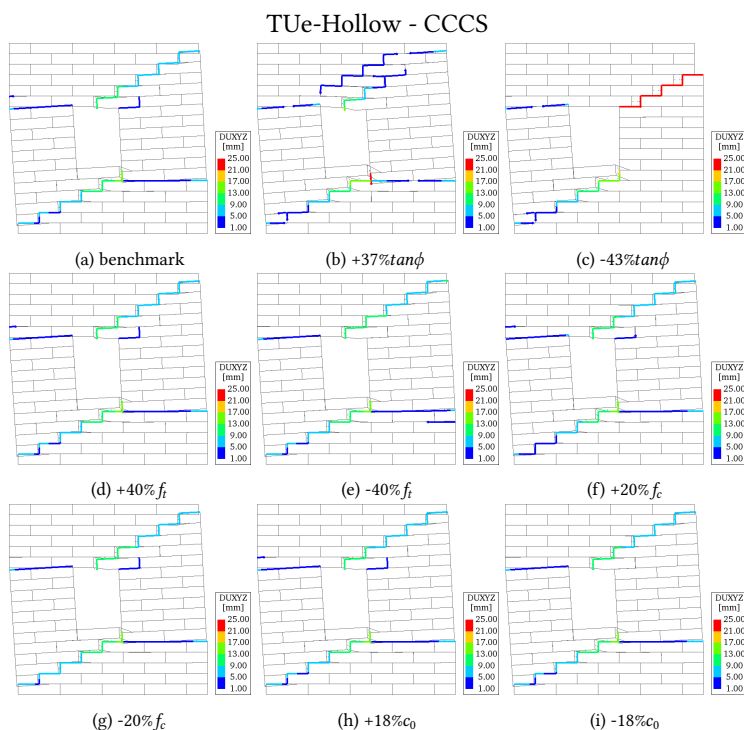 TUe-Hollow - CCCS
DUXYZ
[mm]
25.00
21.00
17.00
13.00
9.00
5.00
1.00
DUXYZ
[mm]
25.00
21.00
17.00
13.00
9.00
5.00
1.00
DUXYZ
[mm]
25.00
21.00
17.00
13.00
9.00
5.00
1.00
(a) benchmark
(b) +37%tanϕ
(c) -43%tanϕ
DUXYZ
[mm]
25.00
21.00
17.00
13.00
9.00
5.00
1.00
DUXYZ
[mm]
25.00
21.00
17.00
13.00
9.00
5.00
1.00
DUXYZ
[mm]
25.00
21.00
17.00
13.00
9.00
5.00
1.00
(d) +40%fₜ
(e) -40%fₜ
(f) +20%f꜀
DUXYZ
[mm]
25.00
21.00
17.00
13.00
9.00
5.00
1.00
DUXYZ
[mm]
25.00
21.00
17.00
13.00
9.00
5.00
1.00
DUXYZ
[mm]
25.00
21.00
17.00
13.00
9.00
5.00
1.00
(g) -20%f꜀
(h) +18%c₀
(i) -18%c₀